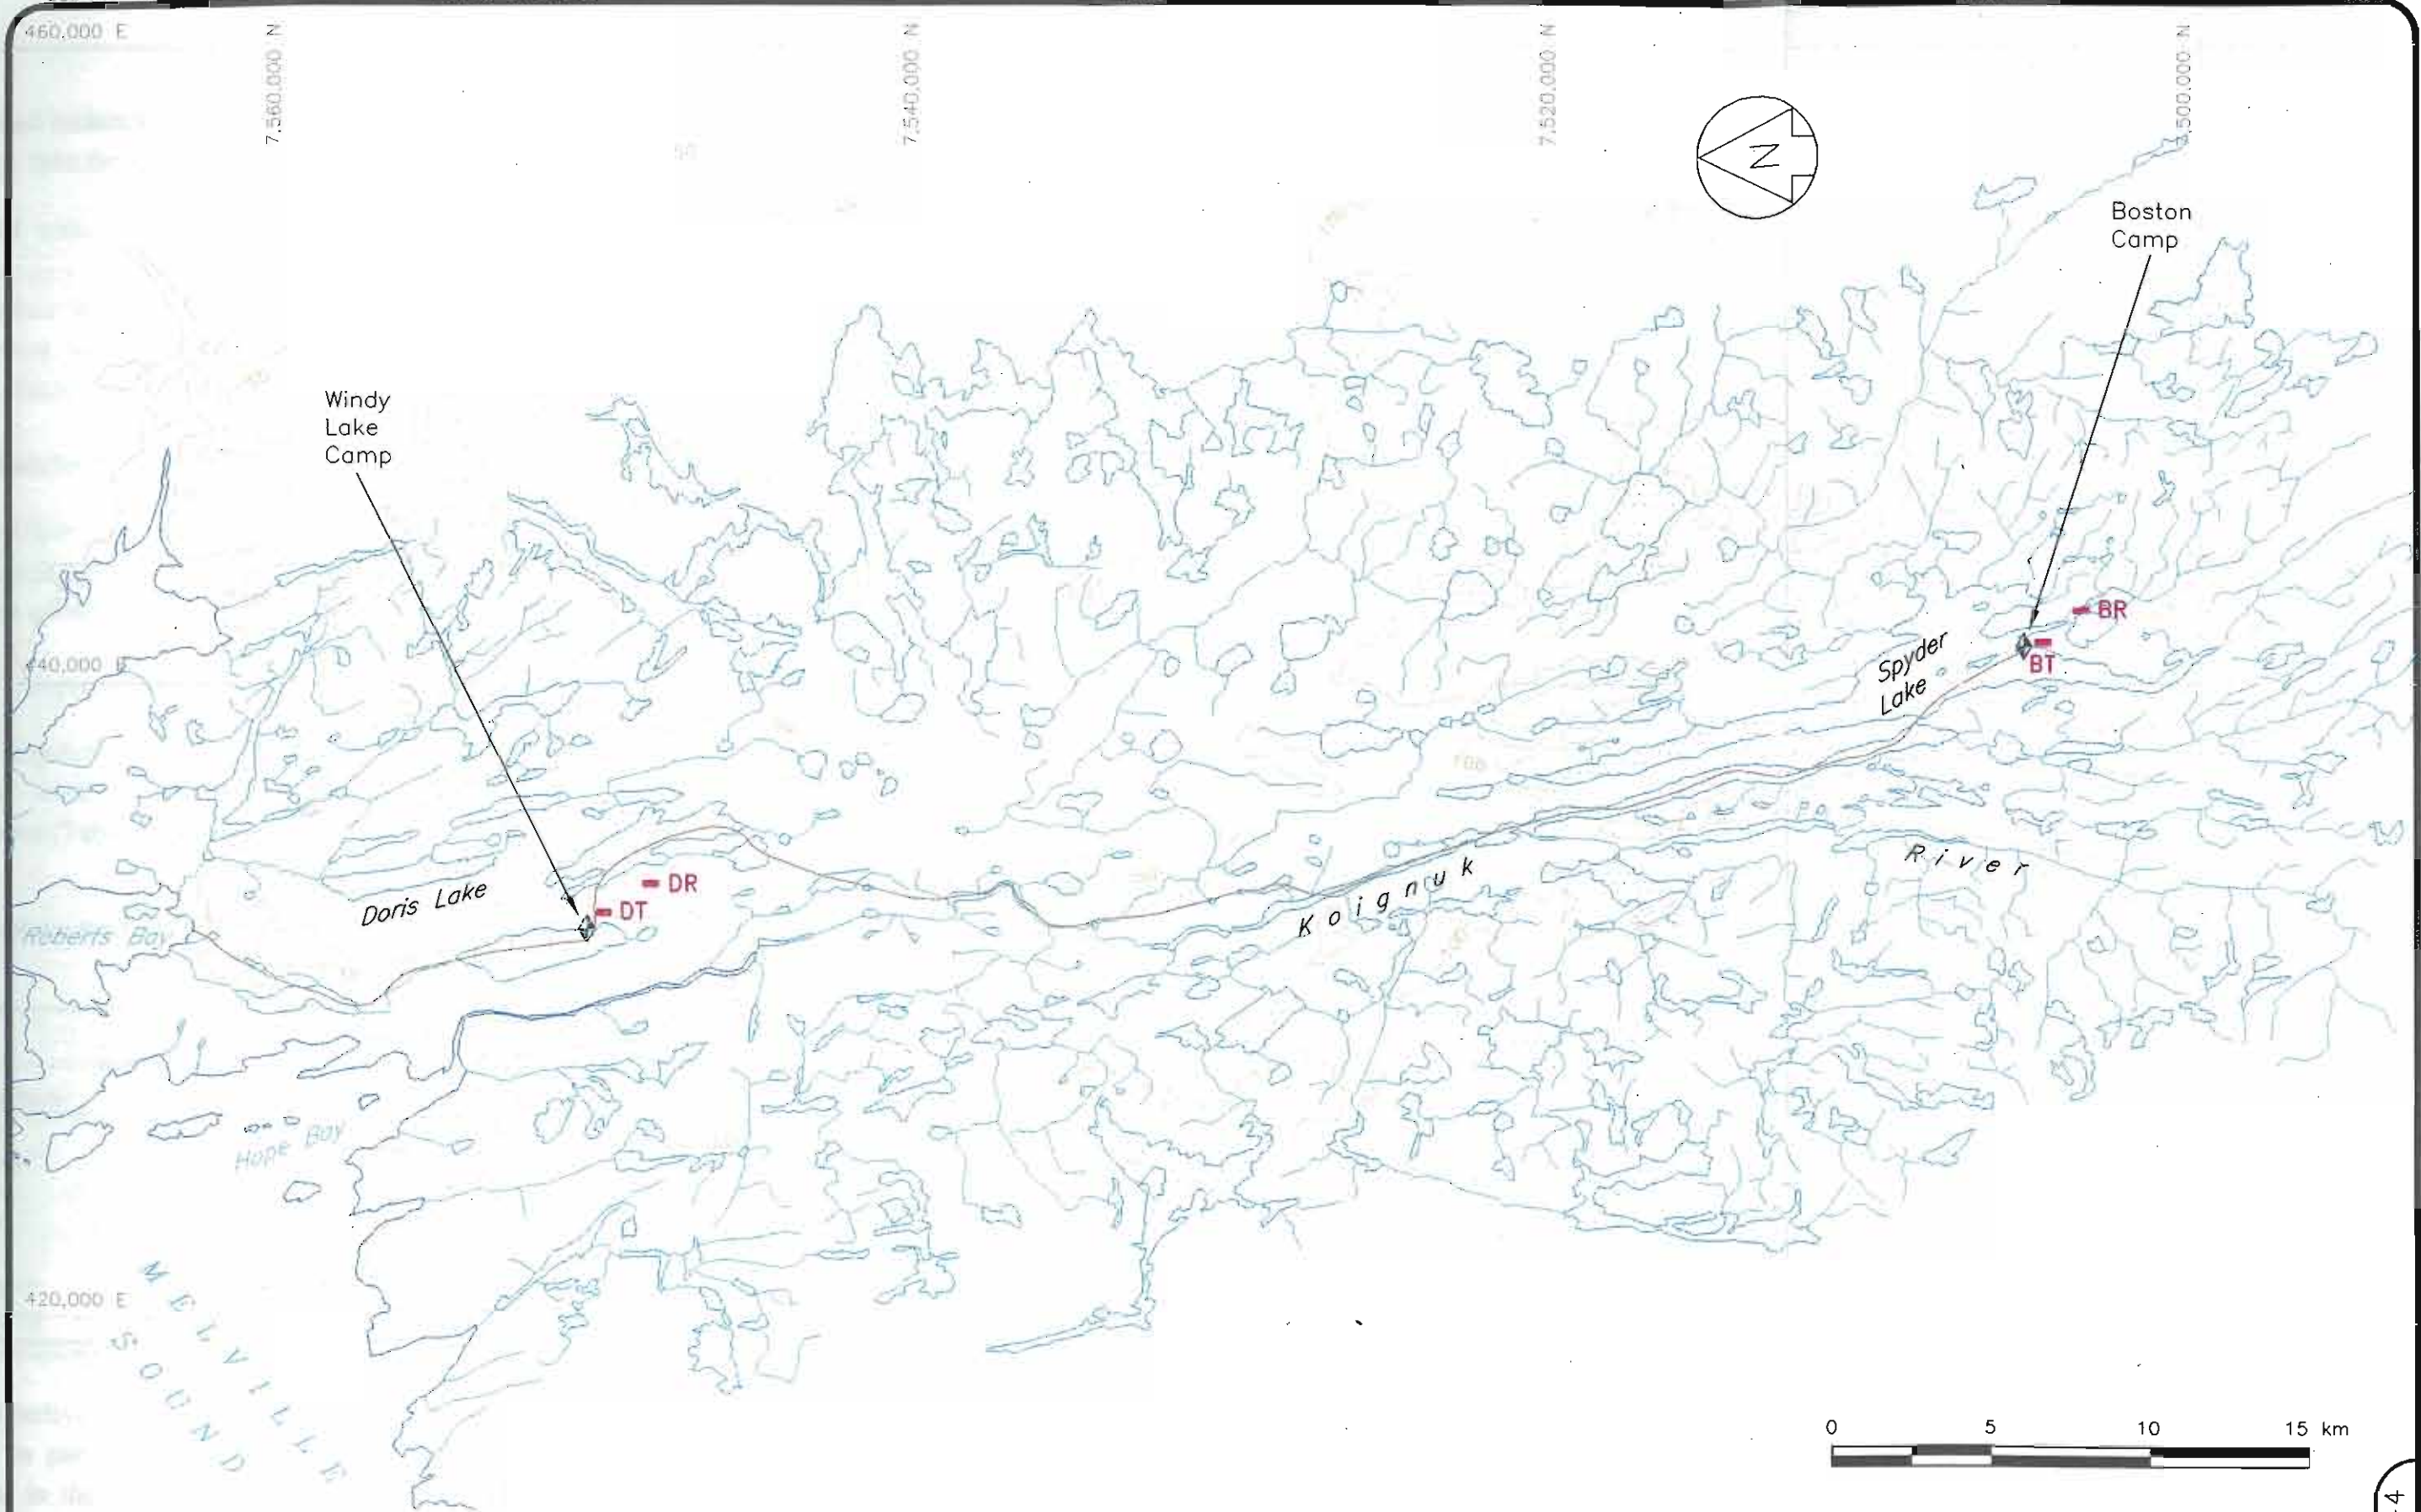 460,000 E
7,560,000 N
7,540,000 N
7,520,000 N
7,500,000 N
N
Boston
Camp
Windy
Lake
Camp
BR
BT
Spyder
Lake
440,000 E
100
DR
DT
Doris Lake
River
Koignuk
Roberts Bay
Hope Bay
420,000 E
MELVILLE
SOUND
0 5 10 15 km
4